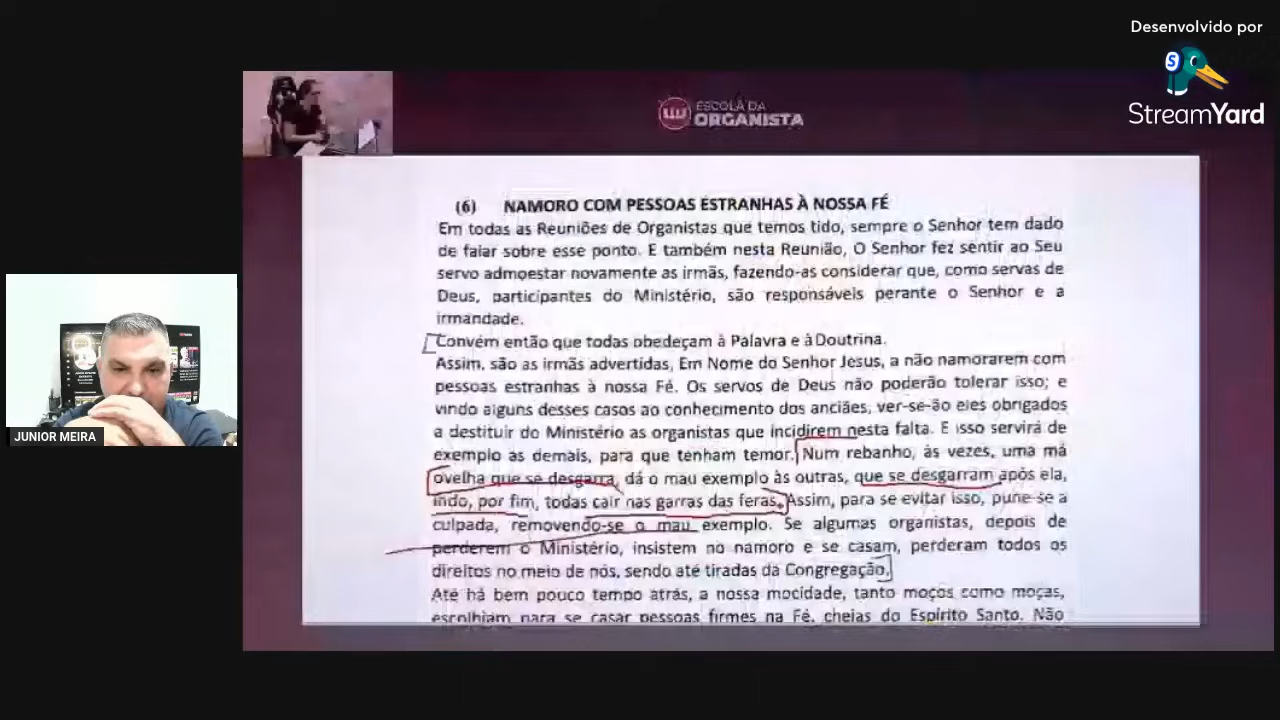 Desenvolvido por
S
StreamYard
ESCOLA DA
ORGANISTA
(6) NAMORO COM PESSOAS ESTRANHAS À NOSSA FÉ
Em todas as Reuniões de Organistas que temos tido, sempre o Senhor tem dado
de falar sobre esse ponto. E também nesta Reunião, O Senhor fez sentir ao Seu
servo admoestar novamente as irmãs, fazendo-as considerar que, como servas de
Deus, participantes do Ministério, são responsáveis perante o Senhor e a
irmandade.
Convém então que todas obedeçam à Palavra e à Doutrina.
Assim, são as irmãs advertidas, Em Nome do Senhor Jesus, a não namorarem com
pessoas estranhas à nossa Fé. Os servos de Deus não poderão tolerar isso; e
vindo alguns desses casos ao conhecimento dos anciães, ver-se-ão eles obrigados
a destituir do Ministério as organistas que incidirem nesta falta. E isso servirá de
exemplo às demais, para que tenham temor. Num rebanho, às vezes, uma má
ovelha que se desgarra, dá o mau exemplo às outras, que se desgarram após ela,
indo, por fim, todas cair nas garras das feras. Assim, para se evitar isso, pune-se a
culpada, removendo-se o mau exemplo. Se algumas organistas, depois de
perderem o Ministério, insistem no namoro e se casam, perderam todos os
direitos no meio de nós, sendo até tiradas da Congregação.
Até há bem pouco tempo atrás, a nossa mocidade, tanto moços como moças,
escolhiam para se casar pessoas firmes na Fé, cheias do Espírito Santo. Não
JUNIOR MEIRA